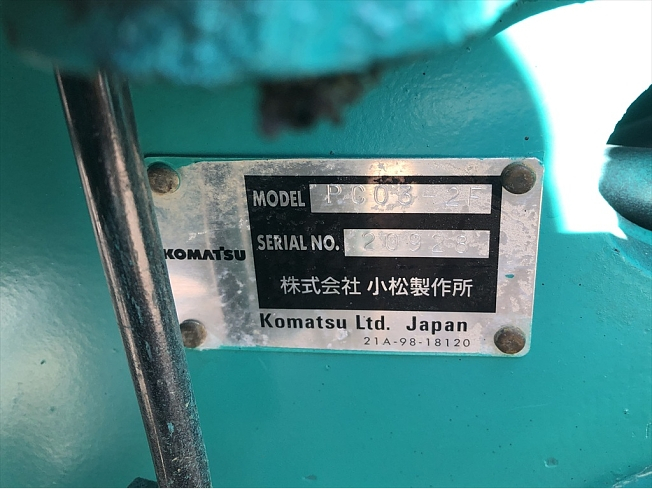 MODEL PC03-2F
SERIAL NO.
KOMATSU
株式会社 小松製作所
Komatsu Ltd. Japan
21A-98-18120